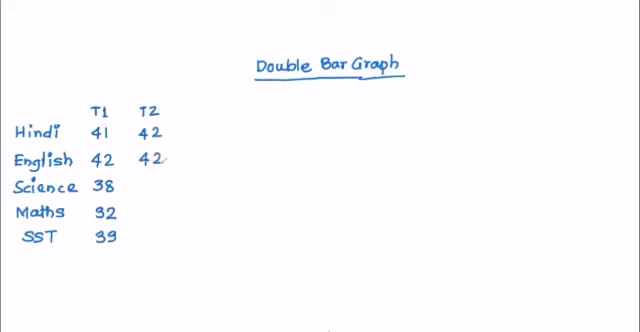 Double Bar Graph
T1 T2
Hindi 41 42
English 42 42
Science 38
Maths 32
SST 39